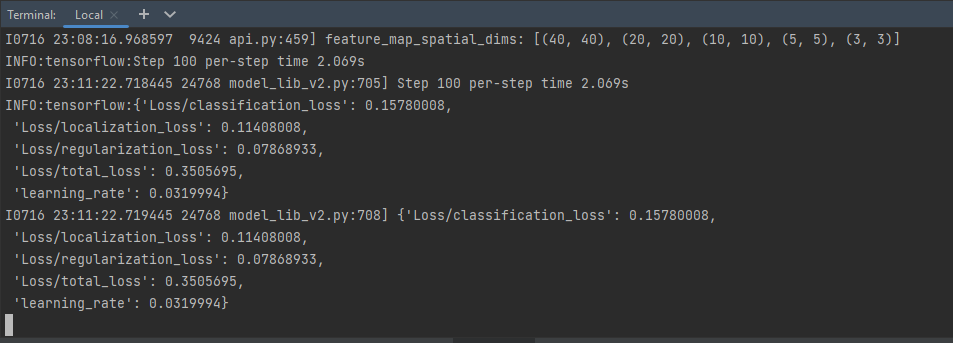 Terminal: Local × +
I0716 23:08:16.968597  9424 api.py:459] feature_map_spatial_dims: [(40, 40), (20, 20), (10, 10), (5, 5), (3, 3)]
INFO:tensorflow:Step 100 per-step time 2.069s
I0716 23:11:22.718445 24768 model_lib_v2.py:705] Step 100 per-step time 2.069s
INFO:tensorflow:{'Loss/classification_loss': 0.15780008,
 'Loss/localization_loss': 0.11408008,
 'Loss/regularization_loss': 0.07868933,
 'Loss/total_loss': 0.3505695,
 'learning_rate': 0.0319994}
I0716 23:11:22.719445 24768 model_lib_v2.py:708] {'Loss/classification_loss': 0.15780008,
 'Loss/localization_loss': 0.11408008,
 'Loss/regularization_loss': 0.07868933,
 'Loss/total_loss': 0.3505695,
 'learning_rate': 0.0319994}